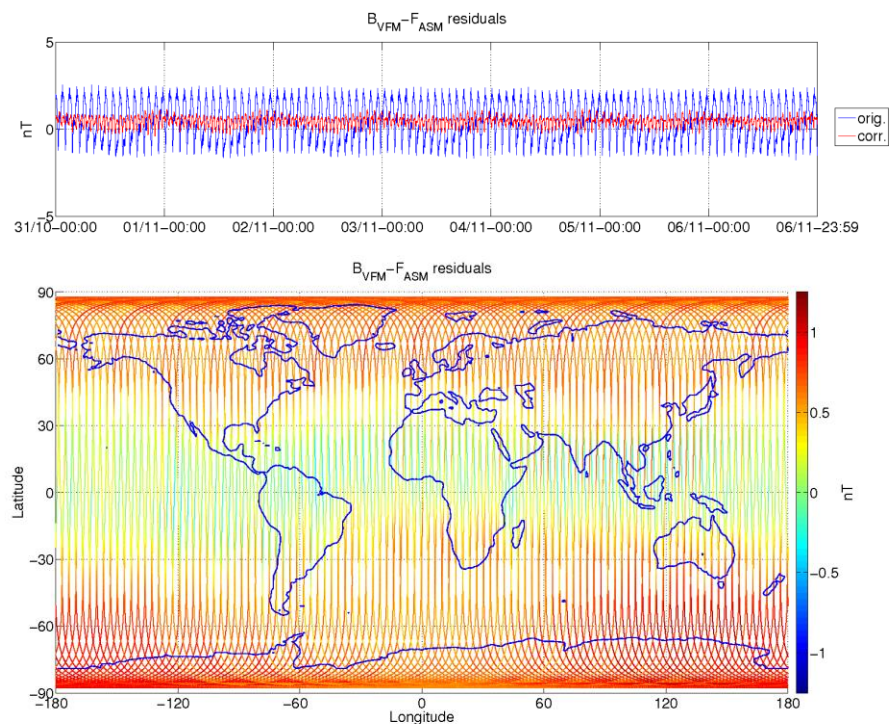 B_VFM−F_ASM residuals
5
0
−5
nT
31/10−00:00 01/11−00:00 02/11−00:00 03/11−00:00 04/11−00:00 05/11−00:00 06/11−00:00 06/11−23:59
orig.
corr.
B_VFM−F_ASM residuals
90
60
30
0
−30
−60
−90
Latitude
−180 −120 −60 0 60 120 180
Longitude
1
0.5
0
−0.5
−1
nT